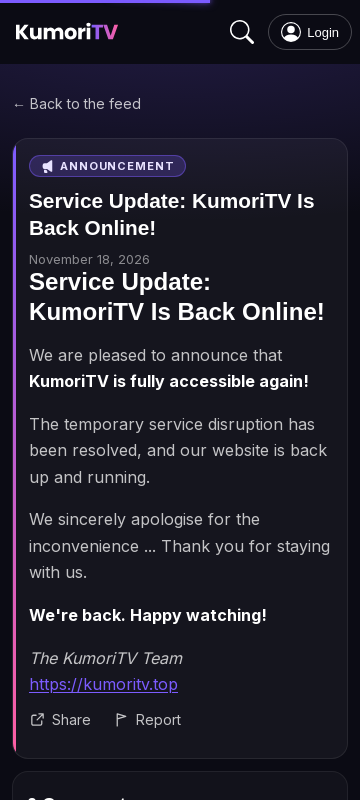 KumoriTV
Login
← Back to the feed
ANNOUNCEMENT
Service Update: KumoriTV Is
Back Online!
November 18, 2026
Service Update:
KumoriTV Is Back Online!
We are pleased to announce that
KumoriTV is fully accessible again!
The temporary service disruption has
been resolved, and our website is back
up and running.
We sincerely apologise for the
inconvenience ... Thank you for staying
with us.
We're back. Happy watching!
The KumoriTV Team
https://kumoritv.top
Share
Report